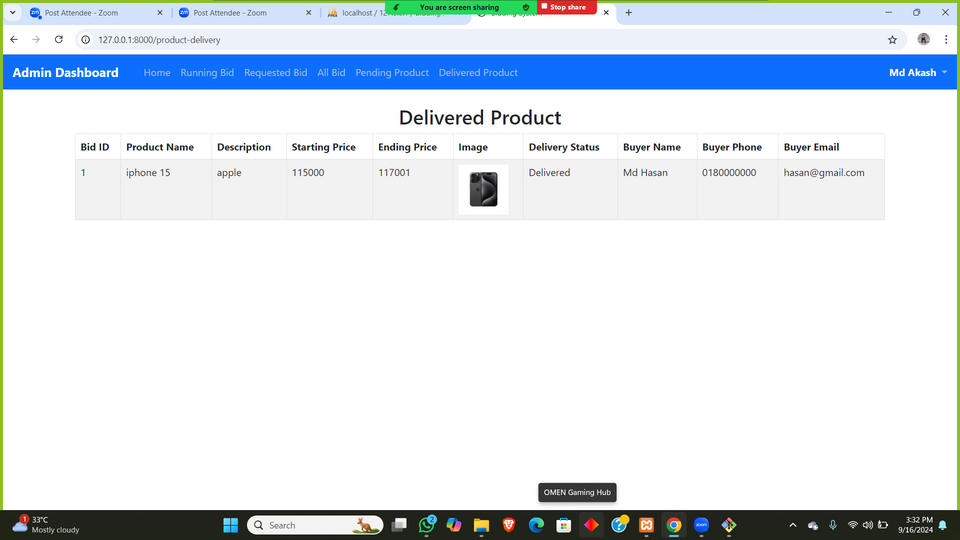 Post Attendee - Zoom
Post Attendee - Zoom
localhost / 12
You are screen sharing
Stop share
127.0.0.1:8000/product-delivery
Admin Dashboard
Home Running Bid Requested Bid All Bid Pending Product Delivered Product
Md Akash
Delivered Product
Bid ID Product Name Description Starting Price Ending Price Image Delivery Status Buyer Name Buyer Phone Buyer Email
1 iphone 15 apple 115000 117001 Delivered Md Hasan 0180000000 hasan@gmail.com
OMEN Gaming Hub
1
33°C
Mostly cloudy
Search
2
zoom
3:32 PM
9/16/2024